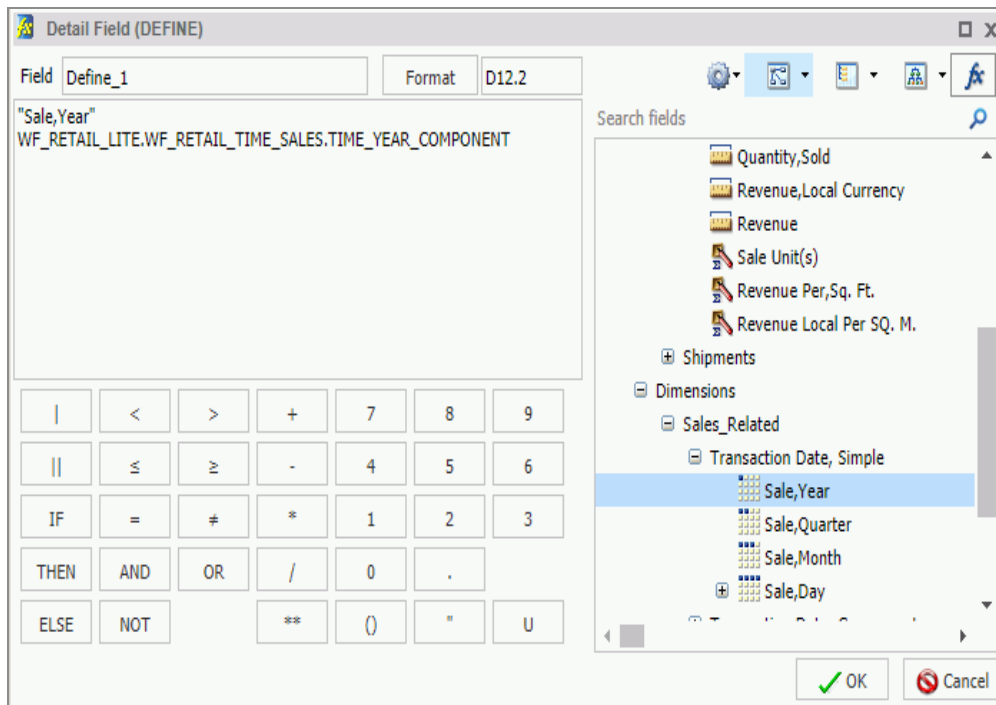 Detail Field (DEFINE)
Field Define_1 Format D12.2
"Sale,Year"
WF_RETAIL_LITE.WF_RETAIL_TIME_SALES.TIME_YEAR_COMPONENT
| < > + 7 8 9
|| ≤ ≥ - 4 5 6
IF = ≠ * 1 2 3
THEN AND OR / 0 .
ELSE NOT ** () " U
fx
Search fields
Quantity,Sold
Revenue,Local Currency
Revenue
Sale Unit(s)
Revenue Per,Sq. Ft.
Revenue Local Per SQ. M.
Shipments
Dimensions
Sales_Related
Transaction Date, Simple
Sale,Year
Sale,Quarter
Sale,Month
Sale,Day
OK Cancel